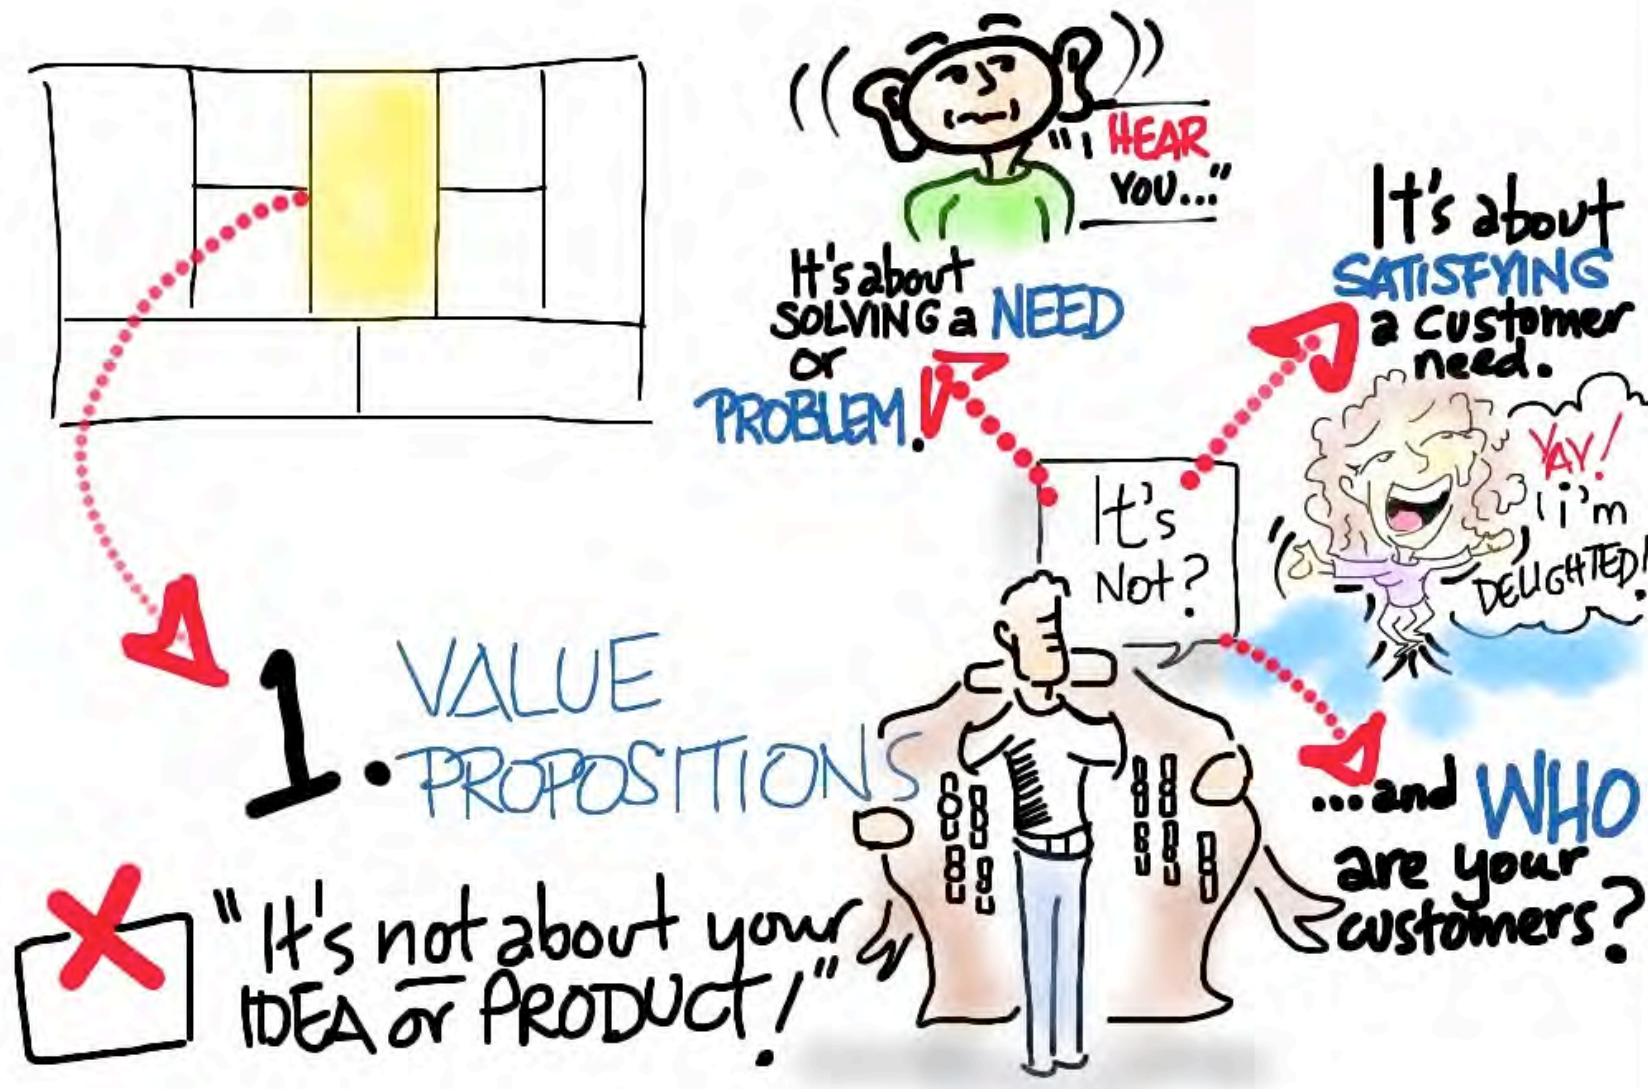 "I HEAR
YOU..."
It's about
SOLVING a NEED
or
PROBLEM.
It's about
SATISFYING
a customer
need.
YAY!
i'm
DELIGHTED!
It's
Not?
1. VALUE
PROPOSITIONS
...and WHO
are your
customers?
"It's not about your
IDEA or PRODUCT!"